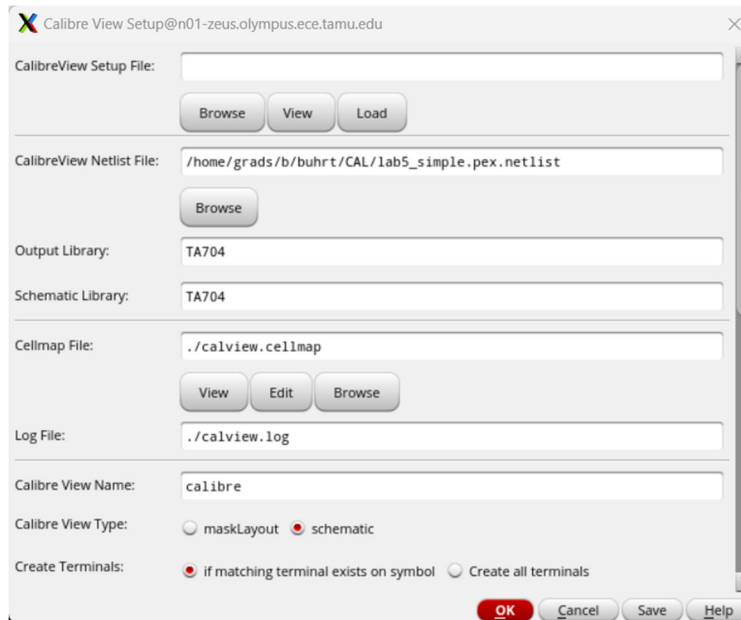 Calibre View Setup@n01-zeus.olympus.ece.tamu.edu
CalibreView Setup File:
Browse View Load
CalibreView Netlist File: /home/grads/b/buhrt/CAL/lab5_simple.pex.netlist
Browse
Output Library: TA704
Schematic Library: TA704
Cellmap File: ./calview.cellmap
View Edit Browse
Log File: ./calview.log
Calibre View Name: calibre
Calibre View Type: maskLayout schematic
Create Terminals: if matching terminal exists on symbol Create all terminals
OK Cancel Save Help